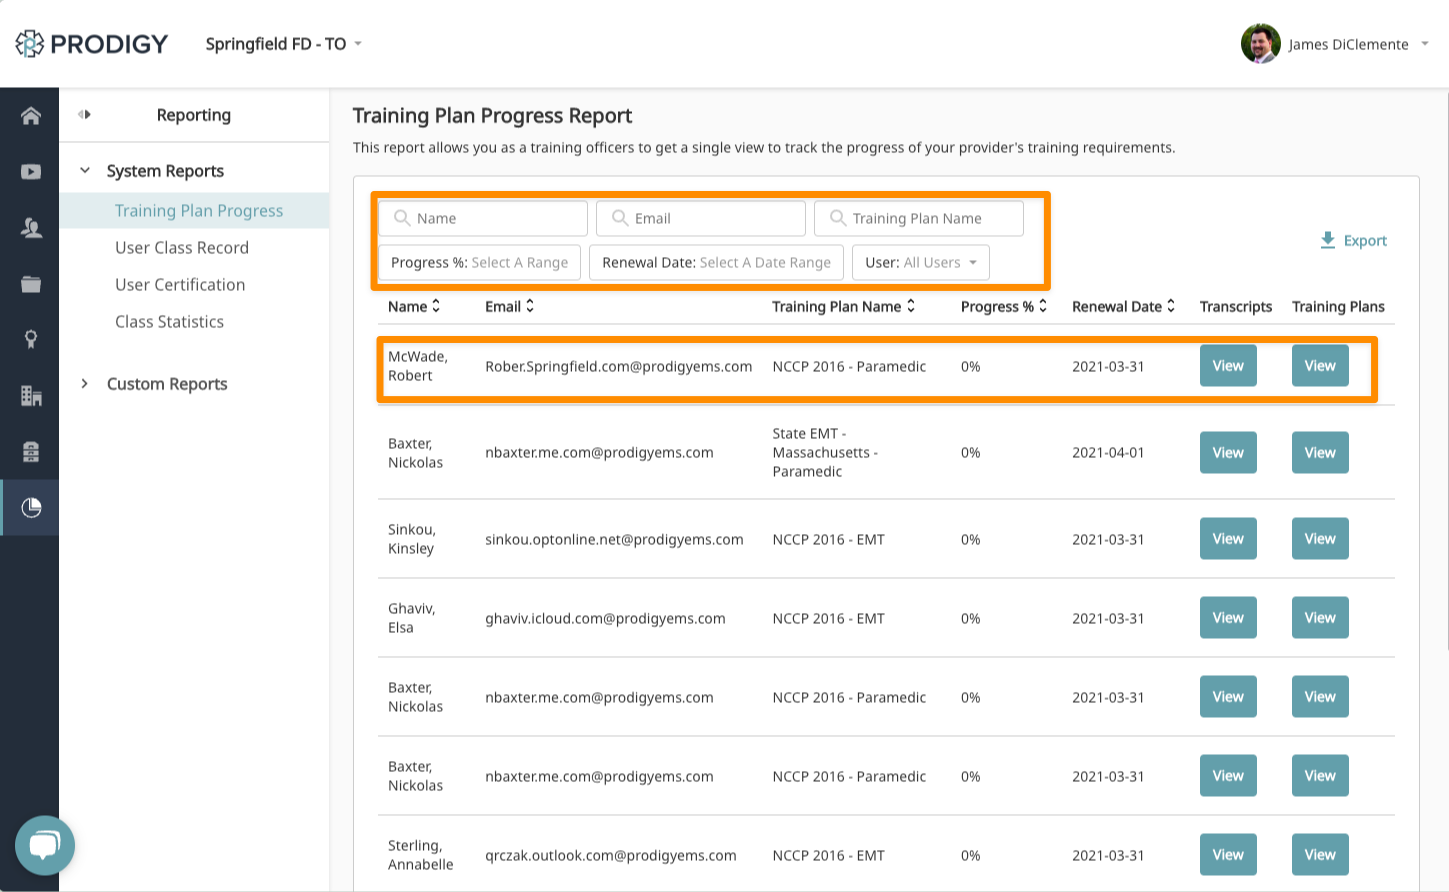 PRODIGY
Springfield FD - TO
James DiClemente
Reporting
System Reports
Training Plan Progress
User Class Record
User Certification
Class Statistics
Custom Reports
Training Plan Progress Report
This report allows you as a training officers to get a single view to track the progress of your provider's training requirements.
Name
Email
Training Plan Name
Progress %: Select A Range
Renewal Date: Select A Date Range
User: All Users
Export
Name Email Training Plan Name Progress % Renewal Date Transcripts Training Plans
McWade,
Robert
Rober.Springfield.com@prodigyems.com NCCP 2016 - Paramedic 0% 2021-03-31 View View
Baxter,
Nickolas
nbaxter.me.com@prodigyems.com
State EMT -
Massachusetts -
Paramedic
0% 2021-04-01 View View
Sinkou,
Kinsley
sinkou.optonline.net@prodigyems.com NCCP 2016 - EMT 0% 2021-03-31 View View
Ghaviv,
Elsa
ghaviv.icloud.com@prodigyems.com NCCP 2016 - EMT 0% 2021-03-31 View View
Baxter,
Nickolas
nbaxter.me.com@prodigyems.com NCCP 2016 - Paramedic 0% 2021-03-31 View View
Baxter,
Nickolas
nbaxter.me.com@prodigyems.com NCCP 2016 - Paramedic 0% 2021-03-31 View View
Sterling,
Annabelle
qrczak.outlook.com@prodigyems.com NCCP 2016 - EMT 0% 2021-03-31 View View